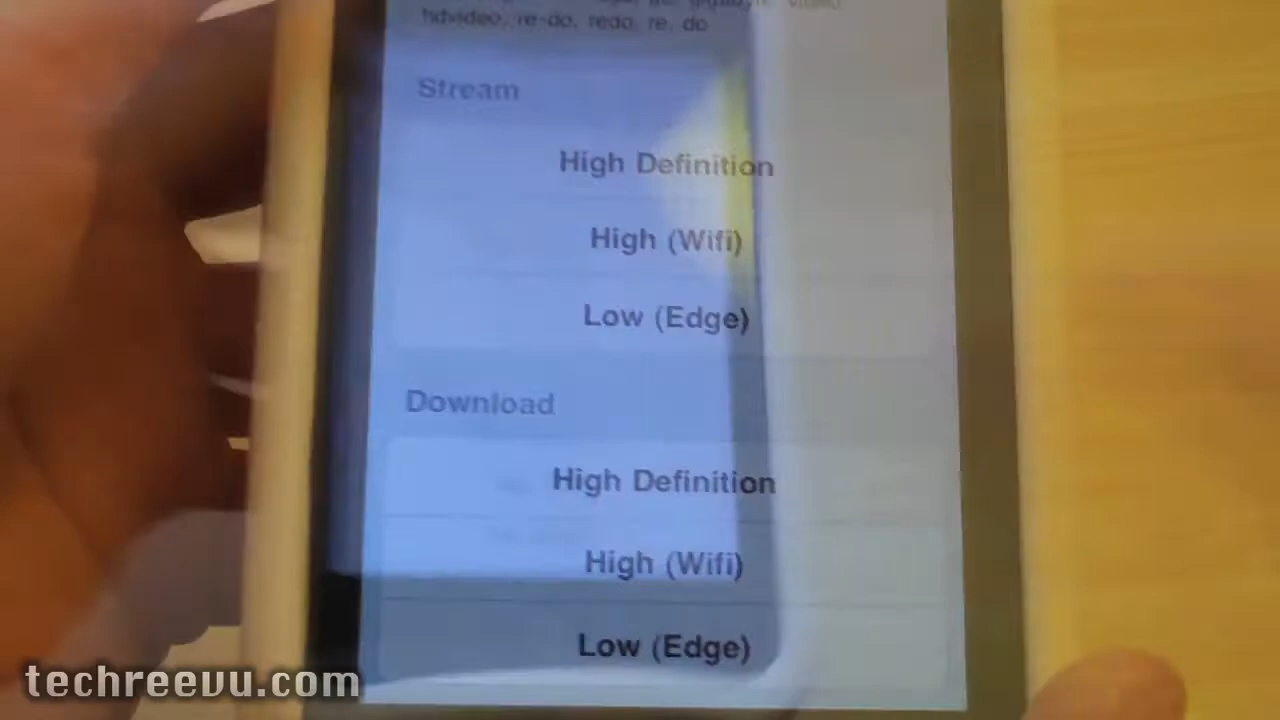 hdvideo, re-do, redo, re, do
Stream
High Definition
High (Wifi)
Low (Edge)
Download
High Definition
High (Wifi)
Low (Edge)
techreevu.com